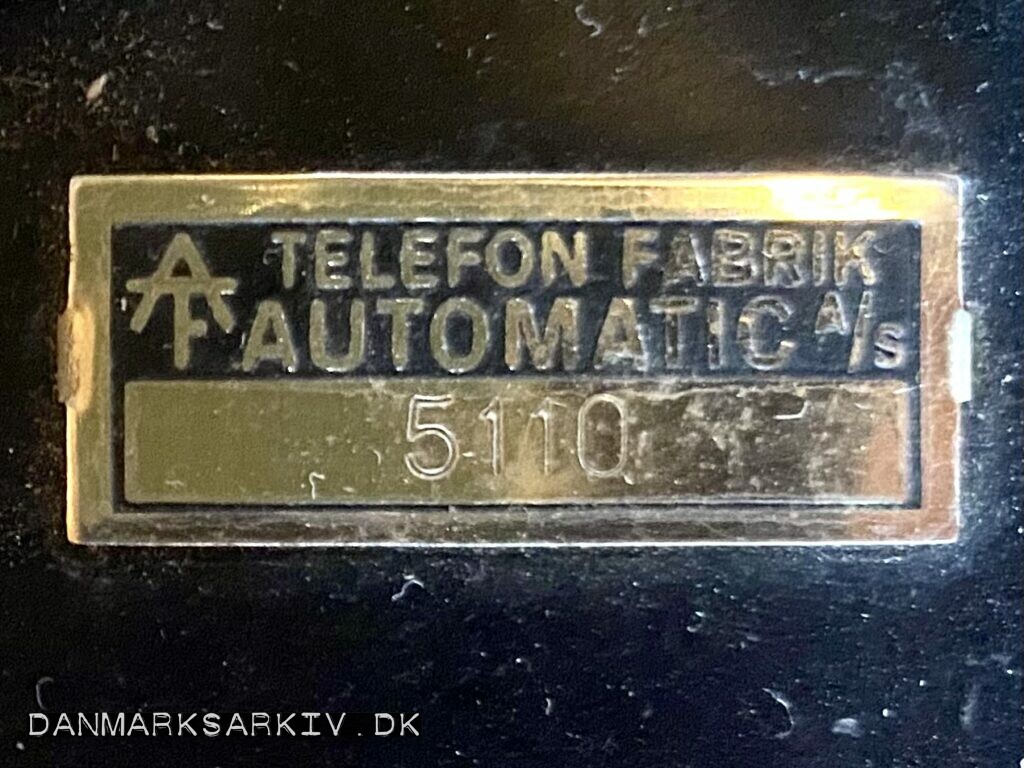 ATF TELEFON FABRIK
AUTOMATIC A/S
5110
DANMARKSARKIV.DK